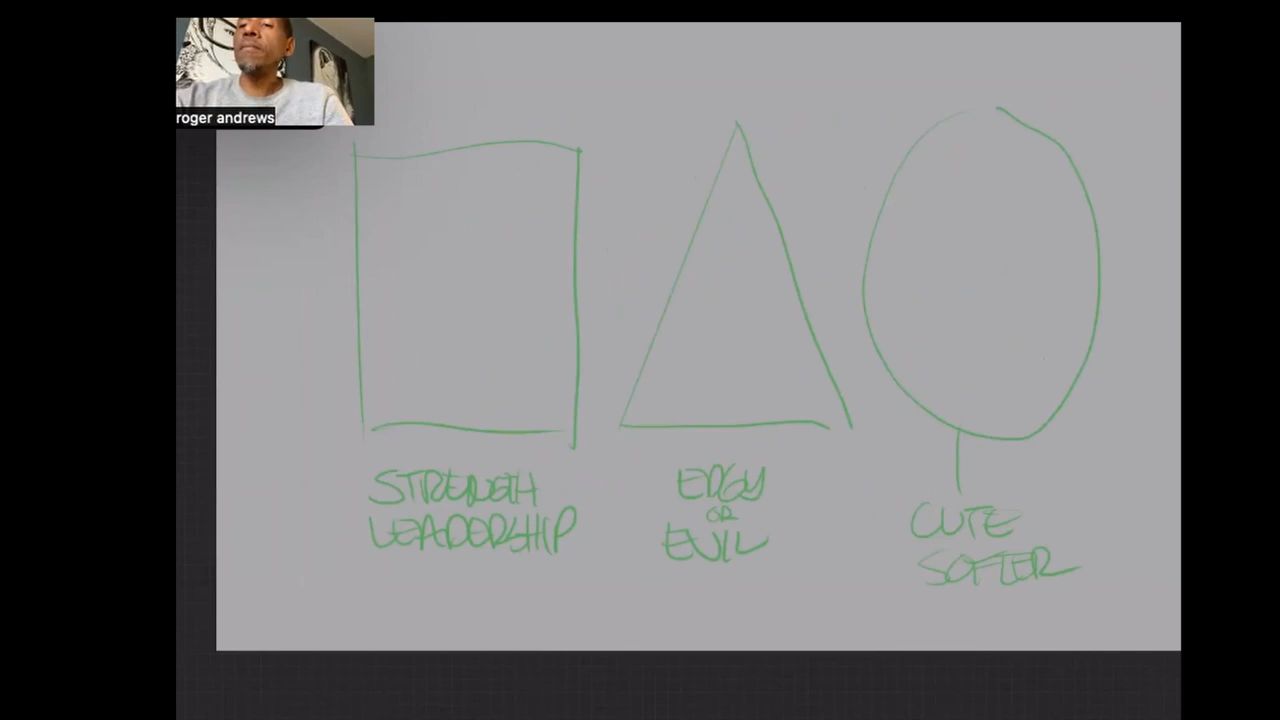 roger andrews
STRENGTH
LEADERSHIP
EDGY
OR
EVIL
CUTE
SOFTER